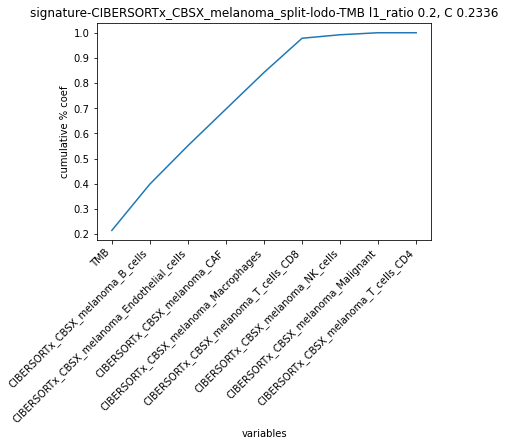 signature-CIBERSORTx_CBSX_melanoma_split-lodo-TMB l1_ratio 0.2, C 0.2336
1.0
0.9
0.8
0.7
0.6
0.5
0.4
0.3
0.2
cumulative % coef
TMB
CIBERSORTx_CBSX_melanoma_B_cells
CIBERSORTx_CBSX_melanoma_Endothelial_cells
CIBERSORTx_CBSX_melanoma_CAF
CIBERSORTx_CBSX_melanoma_Macrophages
CIBERSORTx_CBSX_melanoma_T_cells_CD8
CIBERSORTx_CBSX_melanoma_NK_cells
CIBERSORTx_CBSX_melanoma_Malignant
CIBERSORTx_CBSX_melanoma_T_cells_CD4
variables